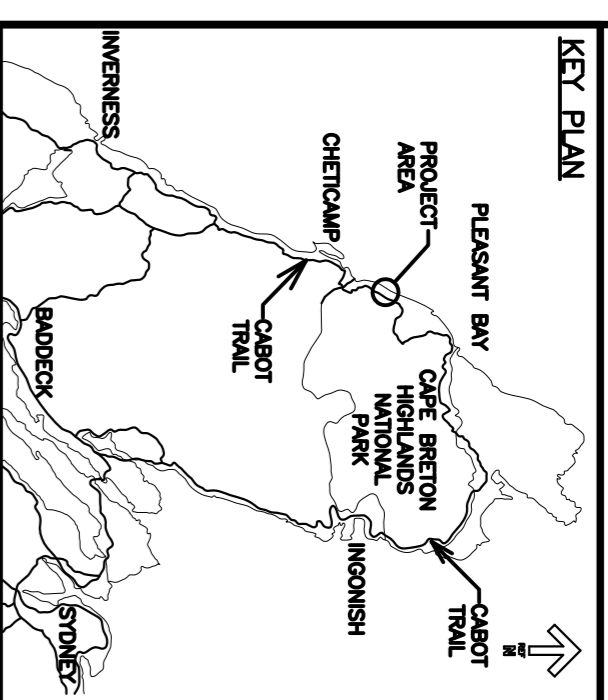 KEY PLAN
PLEASANT BAY
PROJECT
AREA
CHETICAMP
INVERNESS
CABOT
TRAIL
CAPE BRETON
HIGHLANDS
NATIONAL
PARK
BADDECK
INGONISH
CABOT
TRAIL
SYDNEY